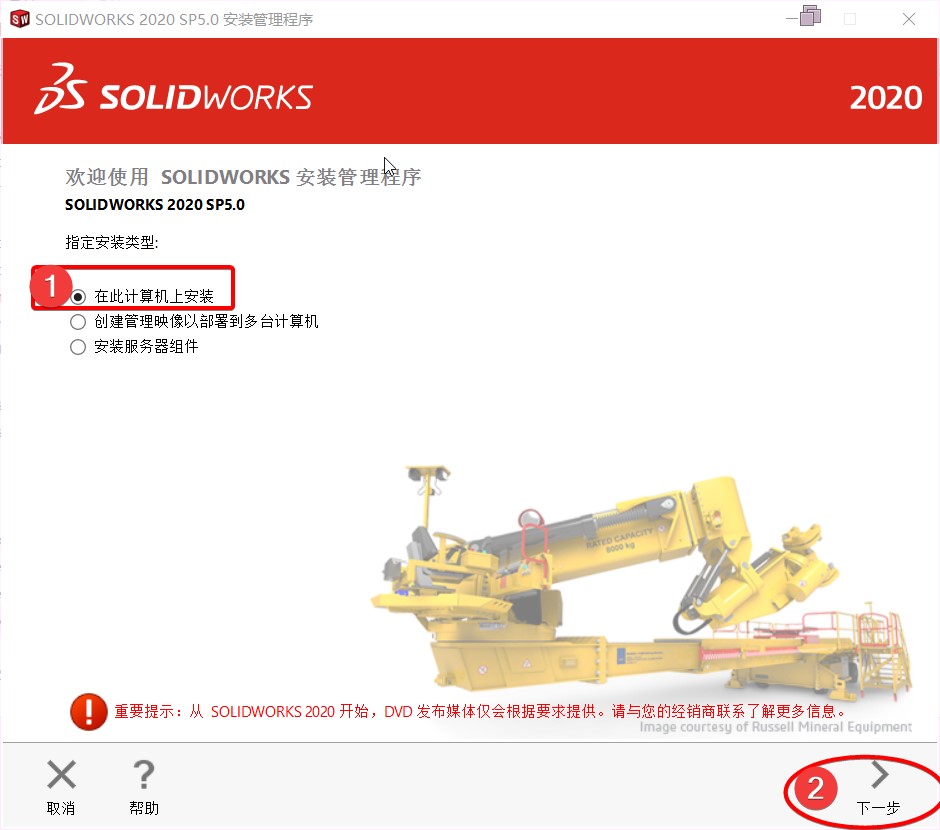 SOLIDWORKS 2020 SP5.0 安装管理程序
SOLIDWORKS
2020
欢迎使用 SOLIDWORKS 安装管理程序
SOLIDWORKS 2020 SP5.0
指定安装类型:
1
在此计算机上安装
创建管理映像以部署到多台计算机
安装服务器组件
RATED CAPACITY
8000 kg
重要提示：从 SOLIDWORKS 2020 开始，DVD 发布媒体仅会根据要求提供。请与您的经销商联系了解更多信息。
Image courtesy of Russell Mineral Equipment
取消
帮助
2
下一步